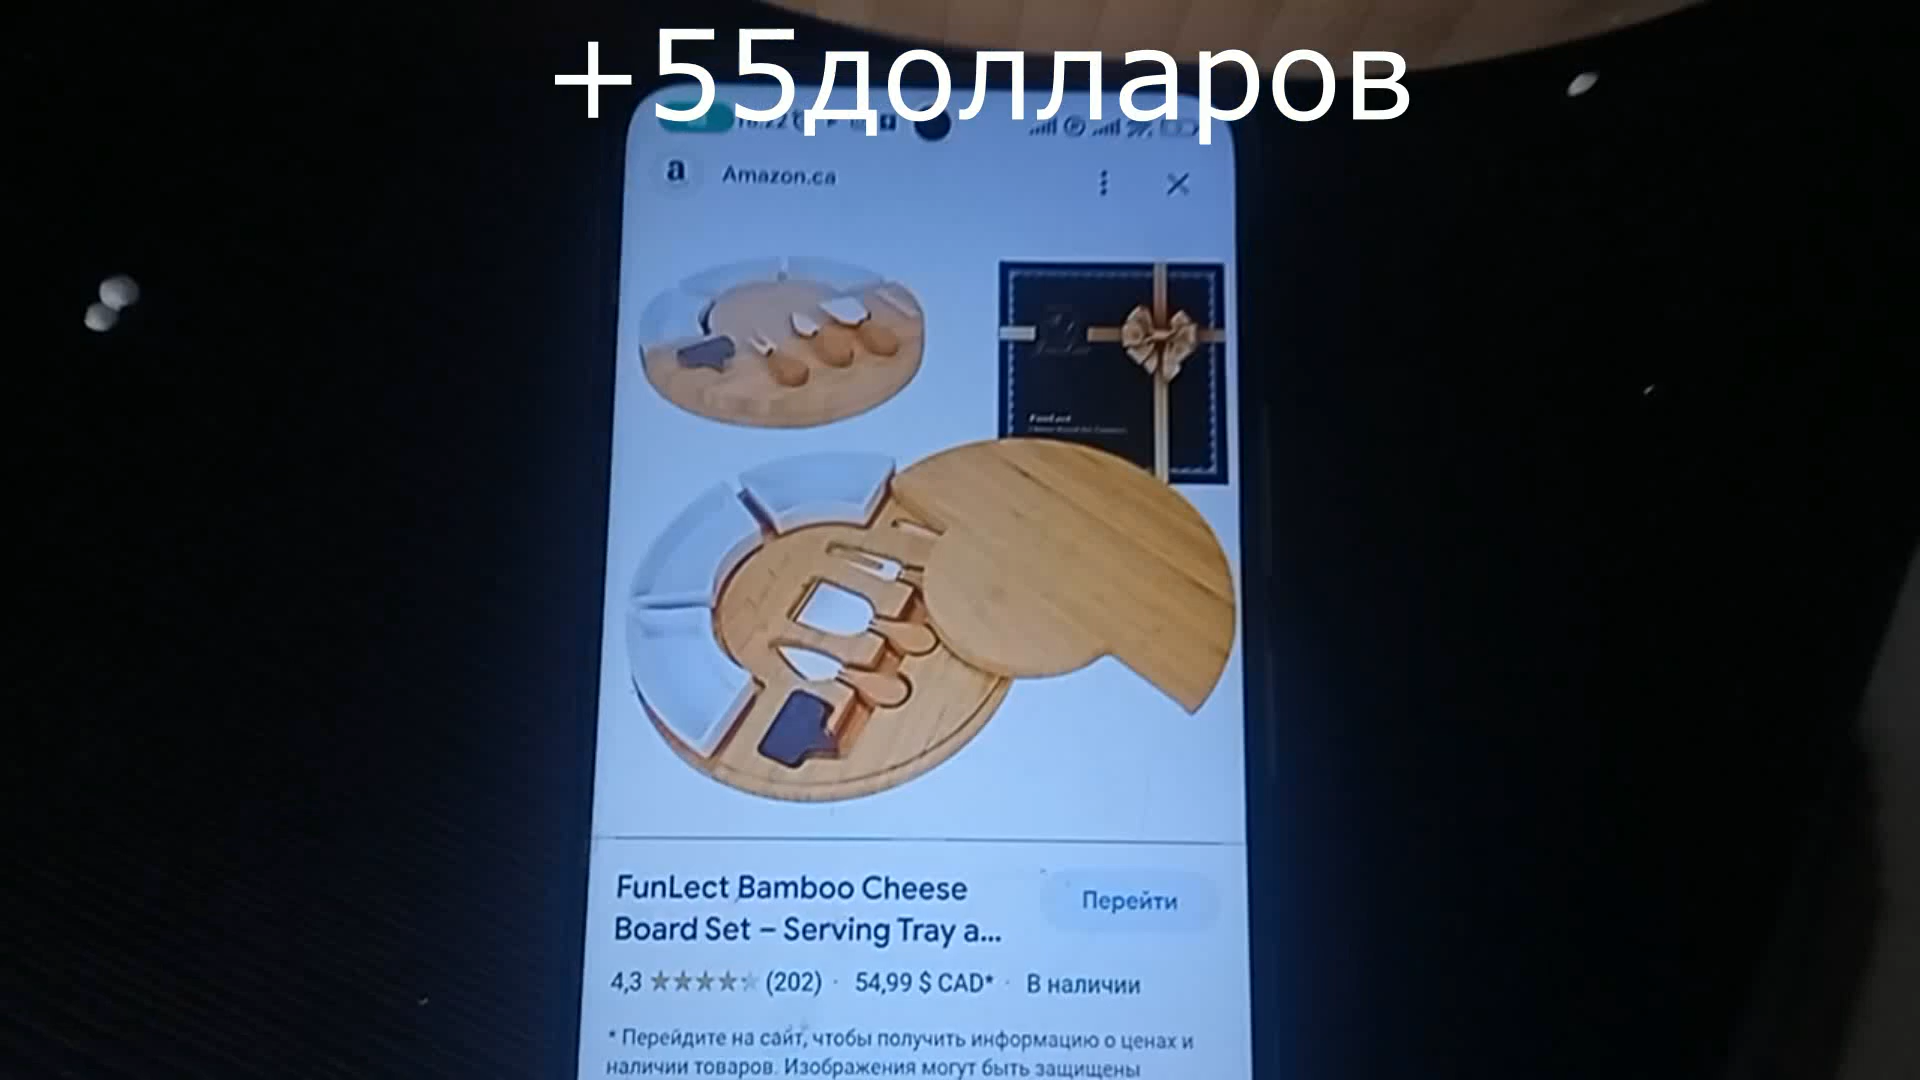 +55долларов
a Amazon.ca
FunLect
FunLect Bamboo Cheese
Board Set – Serving Tray a...
Перейти
4,3 (202) · 54,99 $ CAD* · В наличии
* Перейдите на сайт, чтобы получить информацию о ценах и
наличии товаров. Изображения могут быть защищены